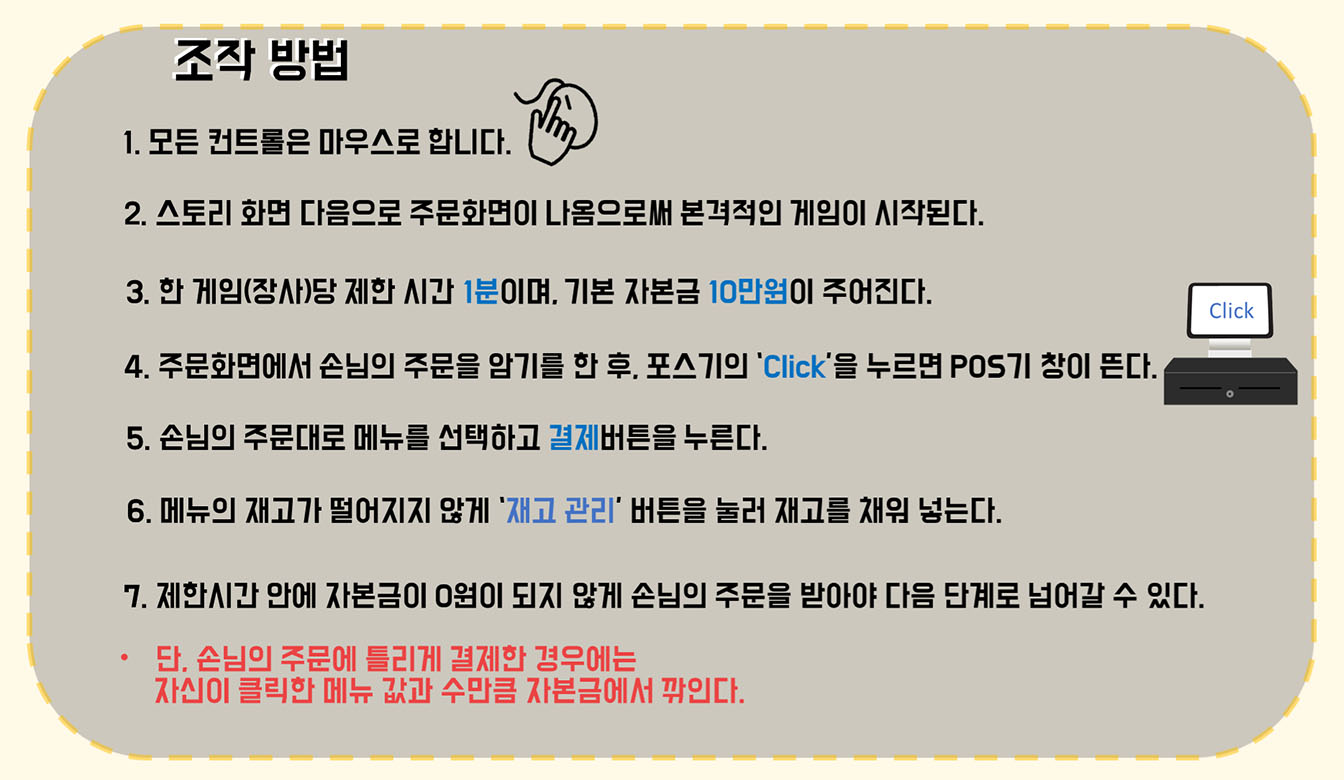 조작 방법
1. 모든 컨트롤은 마우스로 합니다.
2. 스토리 화면 다음으로 주문화면이 나옴으로써 본격적인 게임이 시작된다.
3. 한 게임(장사)당 제한 시간 1분이며, 기본 자본금 10만원이 주어진다.
Click
4. 주문화면에서 손님의 주문을 암기를 한 후, 포스기의 ‘Click’을 누르면 POS기 창이 뜬다.
5. 손님의 주문대로 메뉴를 선택하고 결제버튼을 누른다.
6. 메뉴의 재고가 떨어지지 않게 ‘재고 관리’ 버튼을 눌러 재고를 채워 넣는다.
7. 제한시간 안에 자본금이 0원이 되지 않게 손님의 주문을 받아야 다음 단계로 넘어갈 수 있다.
• 단, 손님의 주문에 틀리게 결제한 경우에는
자신이 클릭한 메뉴 값과 수만큼 자본금에서 깎인다.